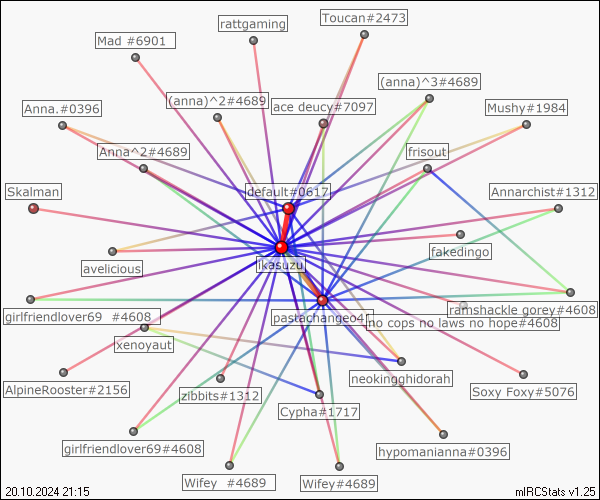 Toucan#2473
rattgaming
Mad #6901
(anna)^3#4689
(anna)^2#4689
ace deucy#7097
Anna.#0396
Mushy#1984
Anna^2#4689
frisout
default#0617
Skalman
Annarchist#1312
fakedingo
ikasuzu
avelicious
ramshackle gorey#4608
girlfriendlover69 #4608
pastachangeo4
no cops no laws no hope#4608
xenoyaut
neokingghidorah
AlpineRooster#2156
zibbits#1312
Soxy Foxy#5076
Cypha#1717
girlfriendlover69#4608
hypomanianna#0396
Wifey #4689
Wifey#4689
20.10.2024 21:15
mIRCStats v1.25